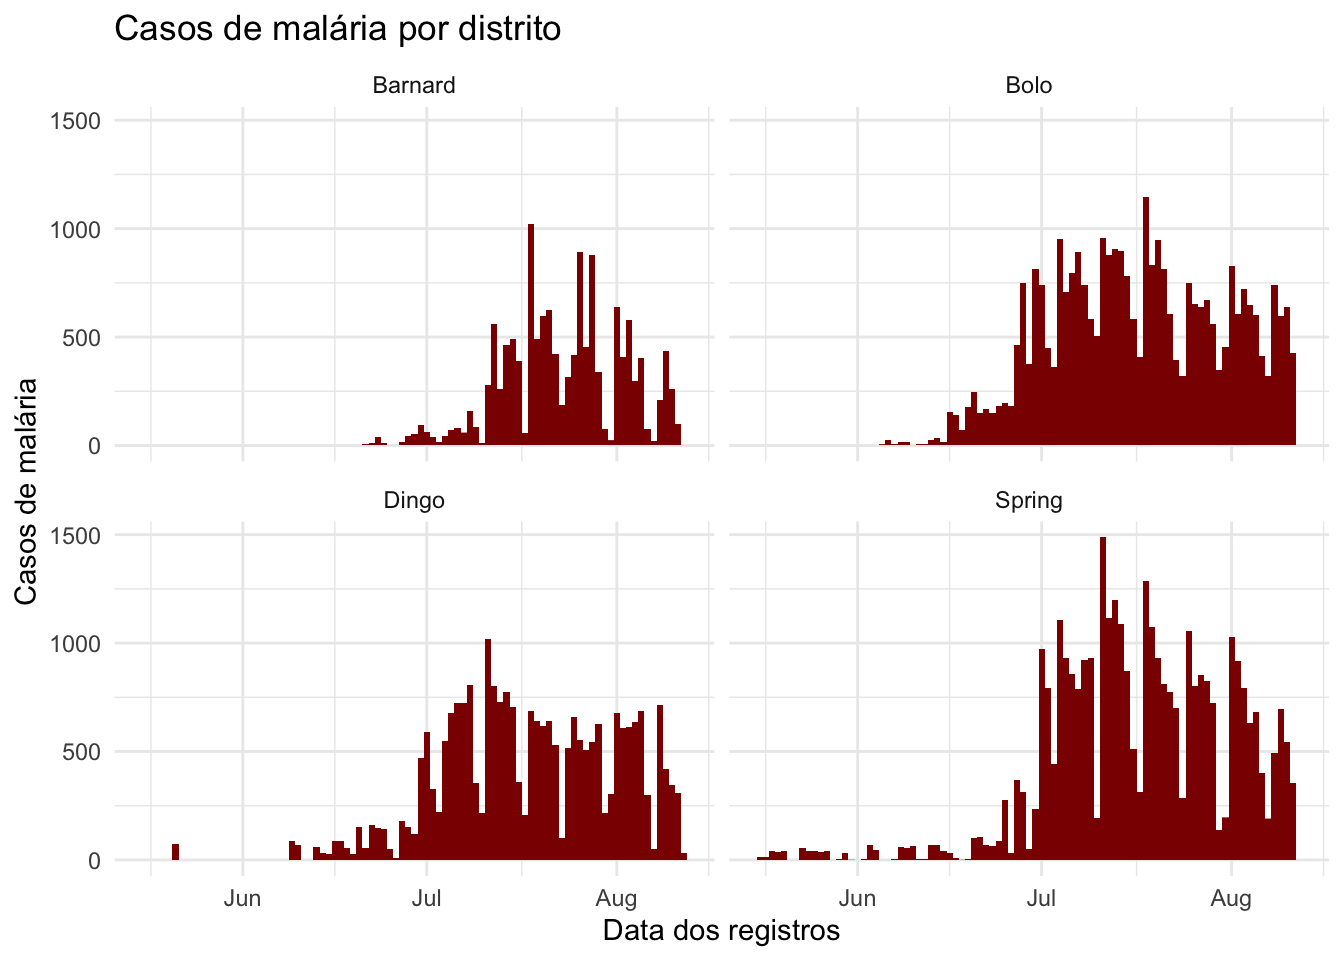 Casos de malária por distrito
Barnard
Bolo
1500
1000
500
0
Dingo
Spring
1500
1000
500
0
Casos de malária
Jun
Jul
Aug
Jun
Jul
Aug
Data dos registros